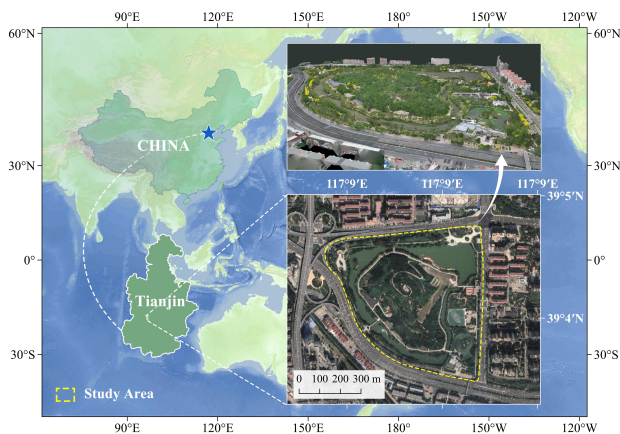 90°E 120°E 150°E 180° 150°W 120°W
60°N 60°N
CHINA
30°N 30°N
117°9′E 117°9′E 117°9′E
39°5′N
0° 0°
Tianjin
39°4′N
30°S 30°S
0 100 200 300 m
Study Area
90°E 120°E 150°E 180° 150°W 120°W